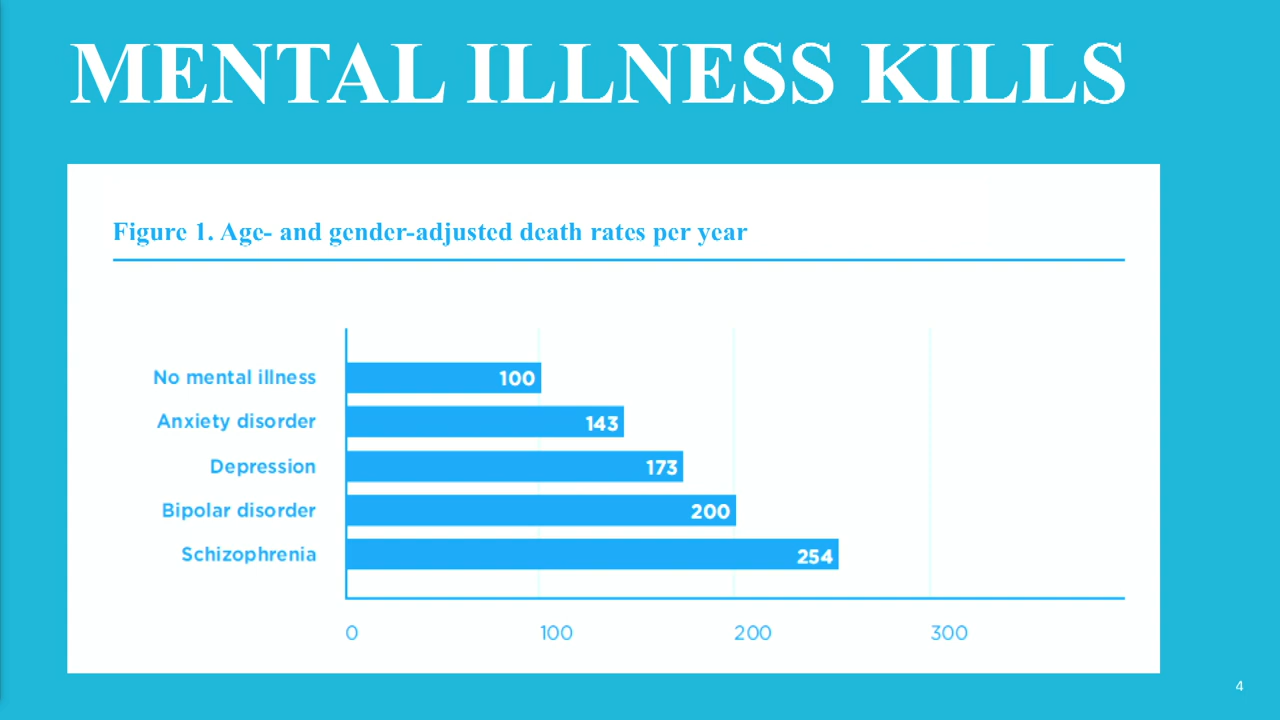 MENTAL ILLNESS KILLS
Figure 1. Age- and gender-adjusted death rates per year
No mental illness 100
Anxiety disorder 143
Depression 173
Bipolar disorder 200
Schizophrenia 254
0 100 200 300
4